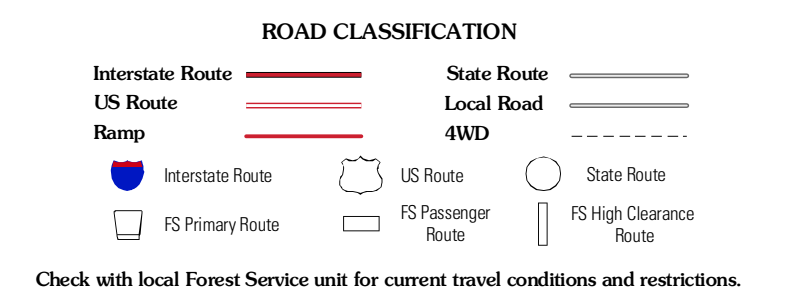 ROAD CLASSIFICATION
Interstate Route
State Route
US Route
Local Road
Ramp
4WD
Interstate Route
US Route
State Route
FS Primary Route
FS Passenger
Route
FS High Clearance
Route
Check with local Forest Service unit for current travel conditions and restrictions.